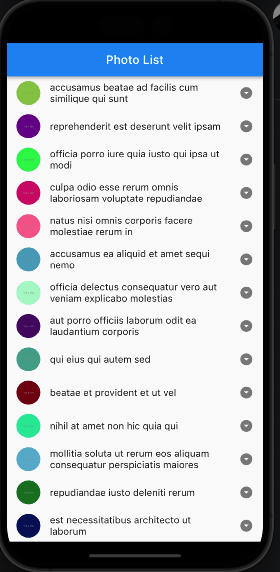 Photo List
accusamus beatae ad facilis cum
similique qui sunt
reprehenderit est deserunt velit ipsam
officia porro iure quia iusto qui ipsa ut
modi
culpa odio esse rerum omnis
laboriosam voluptate repudiandae
natus nisi omnis corporis facere
molestiae rerum in
accusamus ea aliquid et amet sequi
nemo
officia delectus consequatur vero aut
veniam explicabo molestias
aut porro officiis laborum odit ea
laudantium corporis
qui eius qui autem sed
beatae et provident et ut vel
nihil at amet non hic quia qui
mollitia soluta ut rerum eos aliquam
consequatur perspiciatis maiores
repudiandae iusto deleniti rerum
est necessitatibus architecto ut
laborum